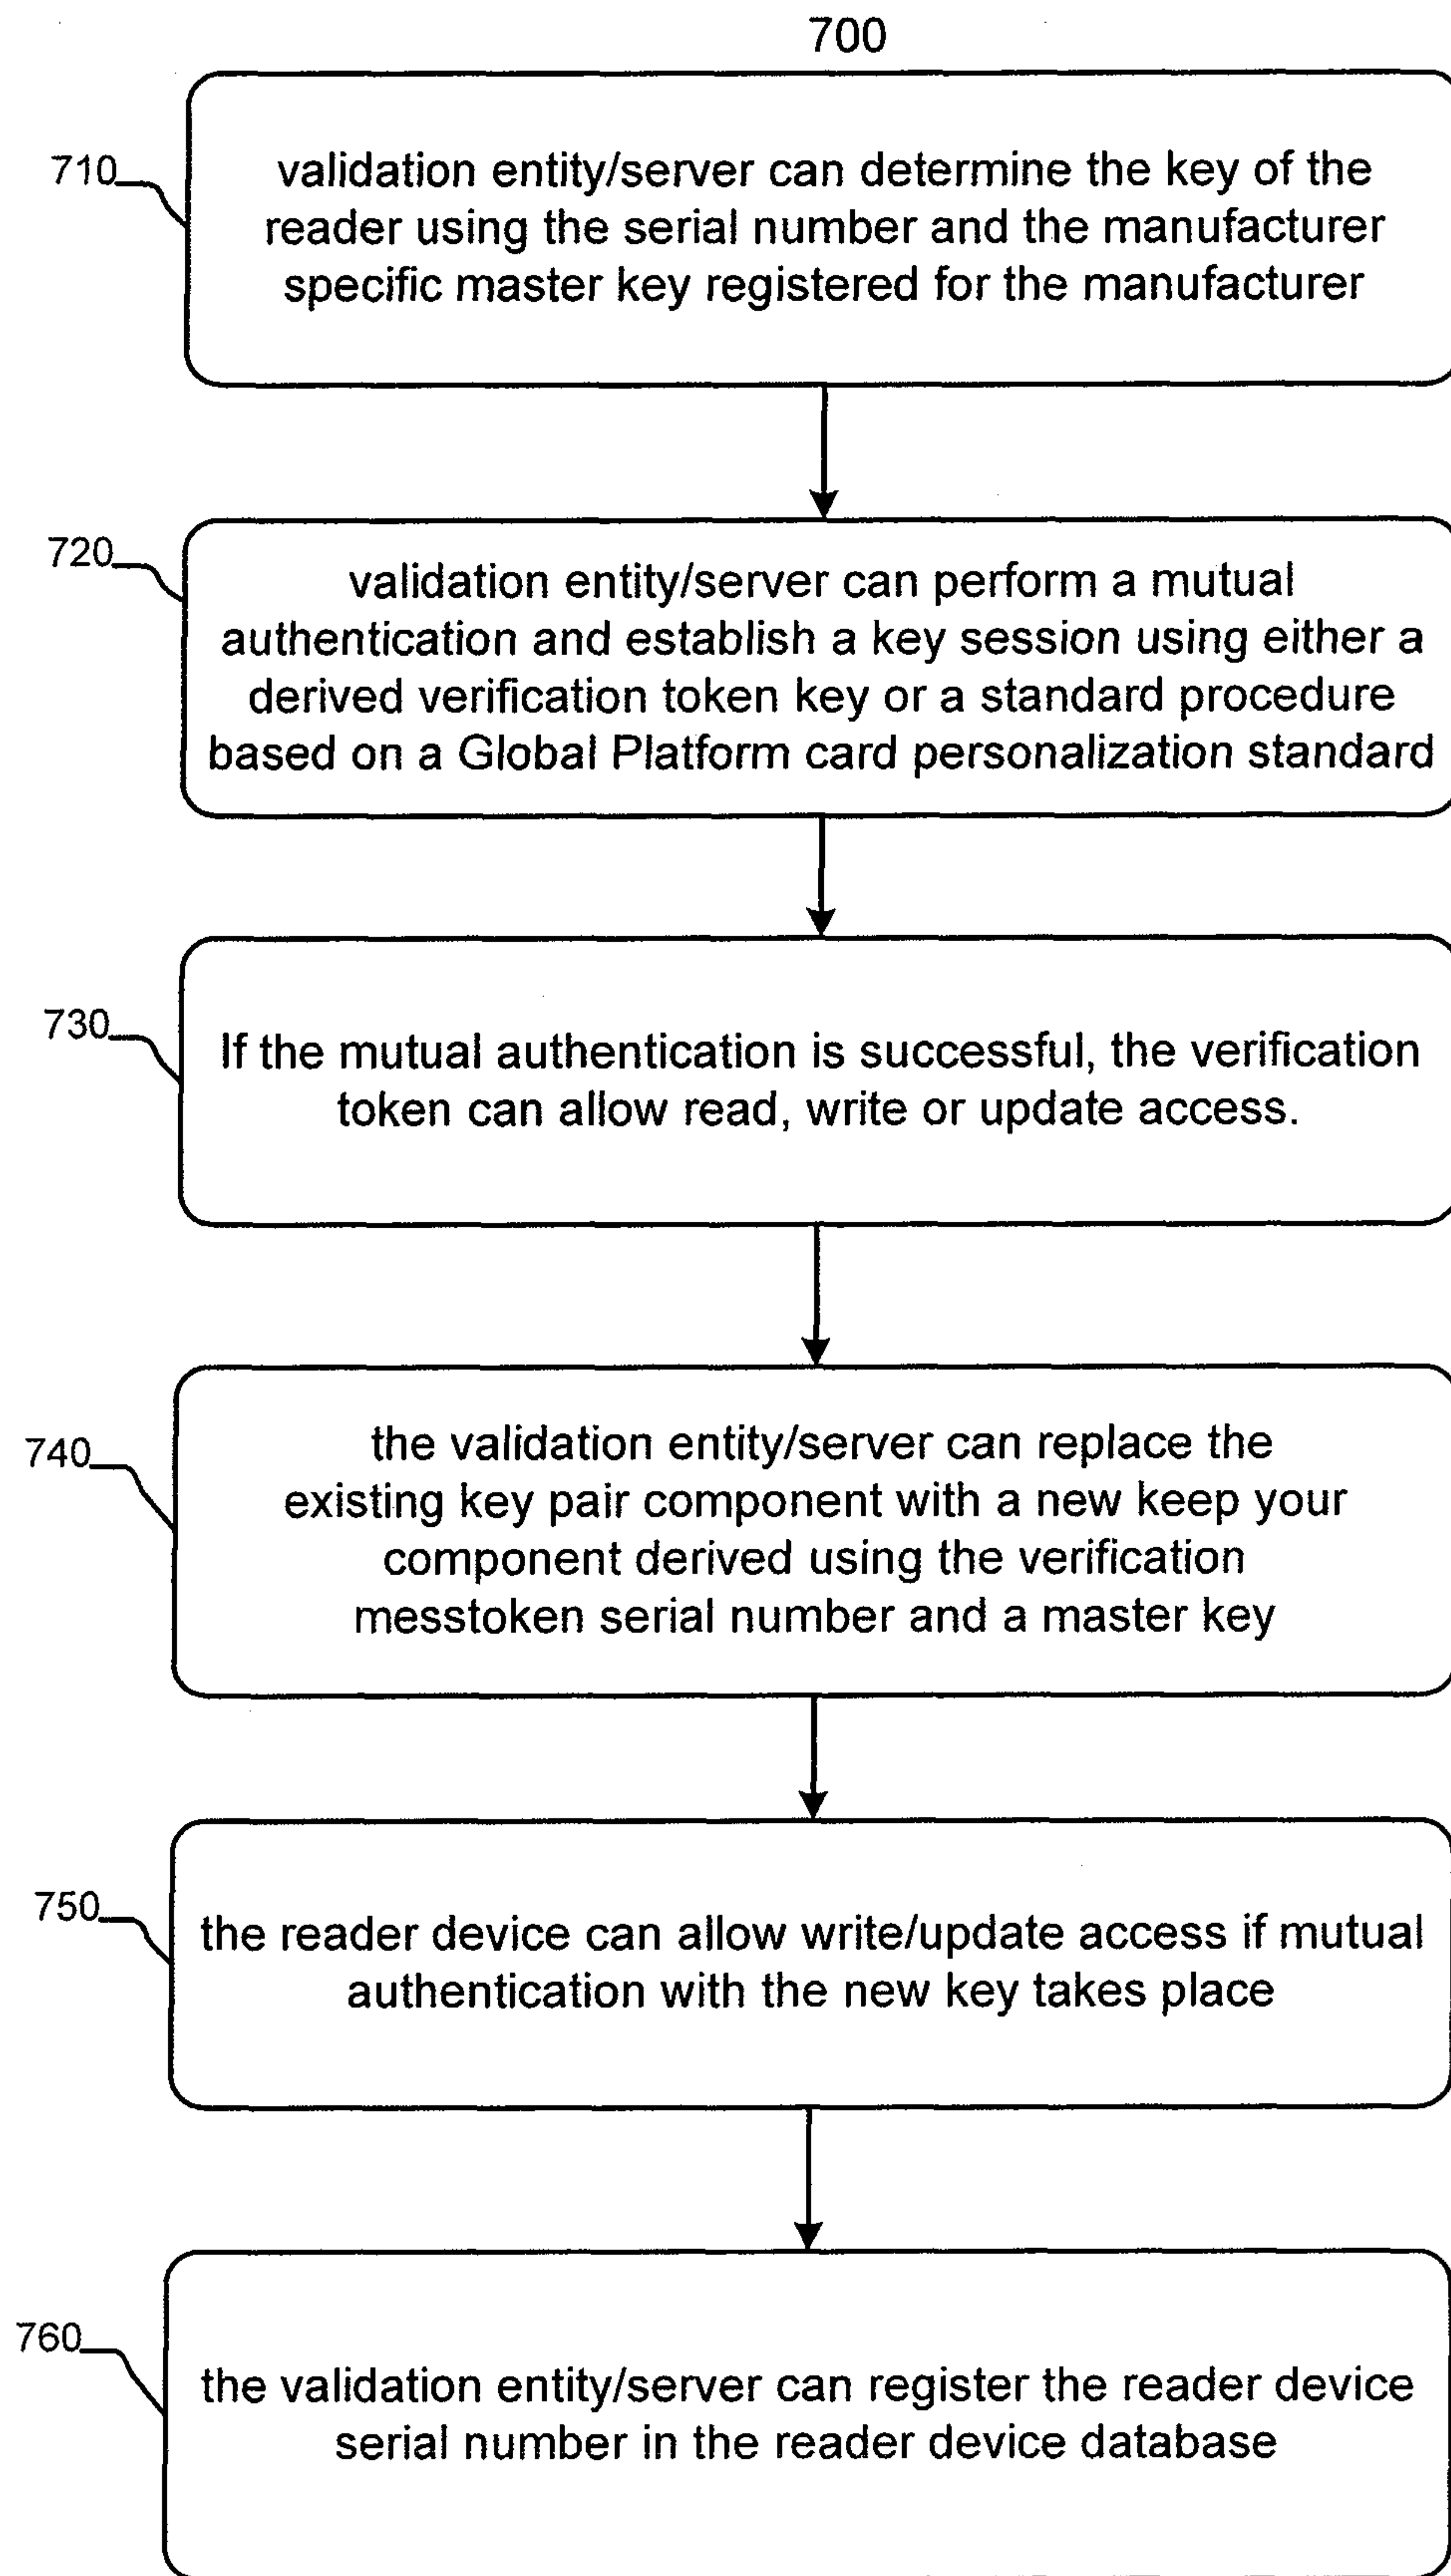 700
710
validation entity/server can determine the key of the
reader using the serial number and the manufacturer
specific master key registered for the manufacturer
720
validation entity/server can perform a mutual
authentication and establish a key session using either a
derived verification token key or a standard procedure
based on a Global Platform card personalization standard
730
If the mutual authentication is successful, the verification
token can allow read, write or update access.
740
the validation entity/server can replace the
existing key pair component with a new keep your
component derived using the verification
messtoken serial number and a master key
750
the reader device can allow write/update access if mutual
authentication with the new key takes place
760
the validation entity/server can register the reader device
serial number in the reader device database